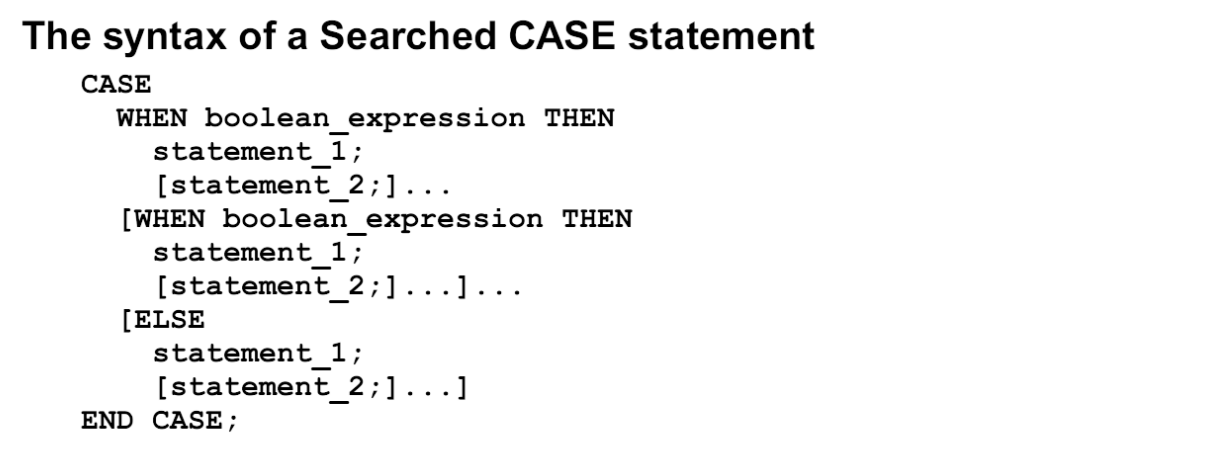 The syntax of a Searched CASE statement
CASE
WHEN boolean_expression THEN
statement_1;
[statement_2;]...
[WHEN boolean_expression THEN
statement_1;
[statement_2;]...]...
[ELSE
statement_1;
[statement_2;]...]
END CASE;